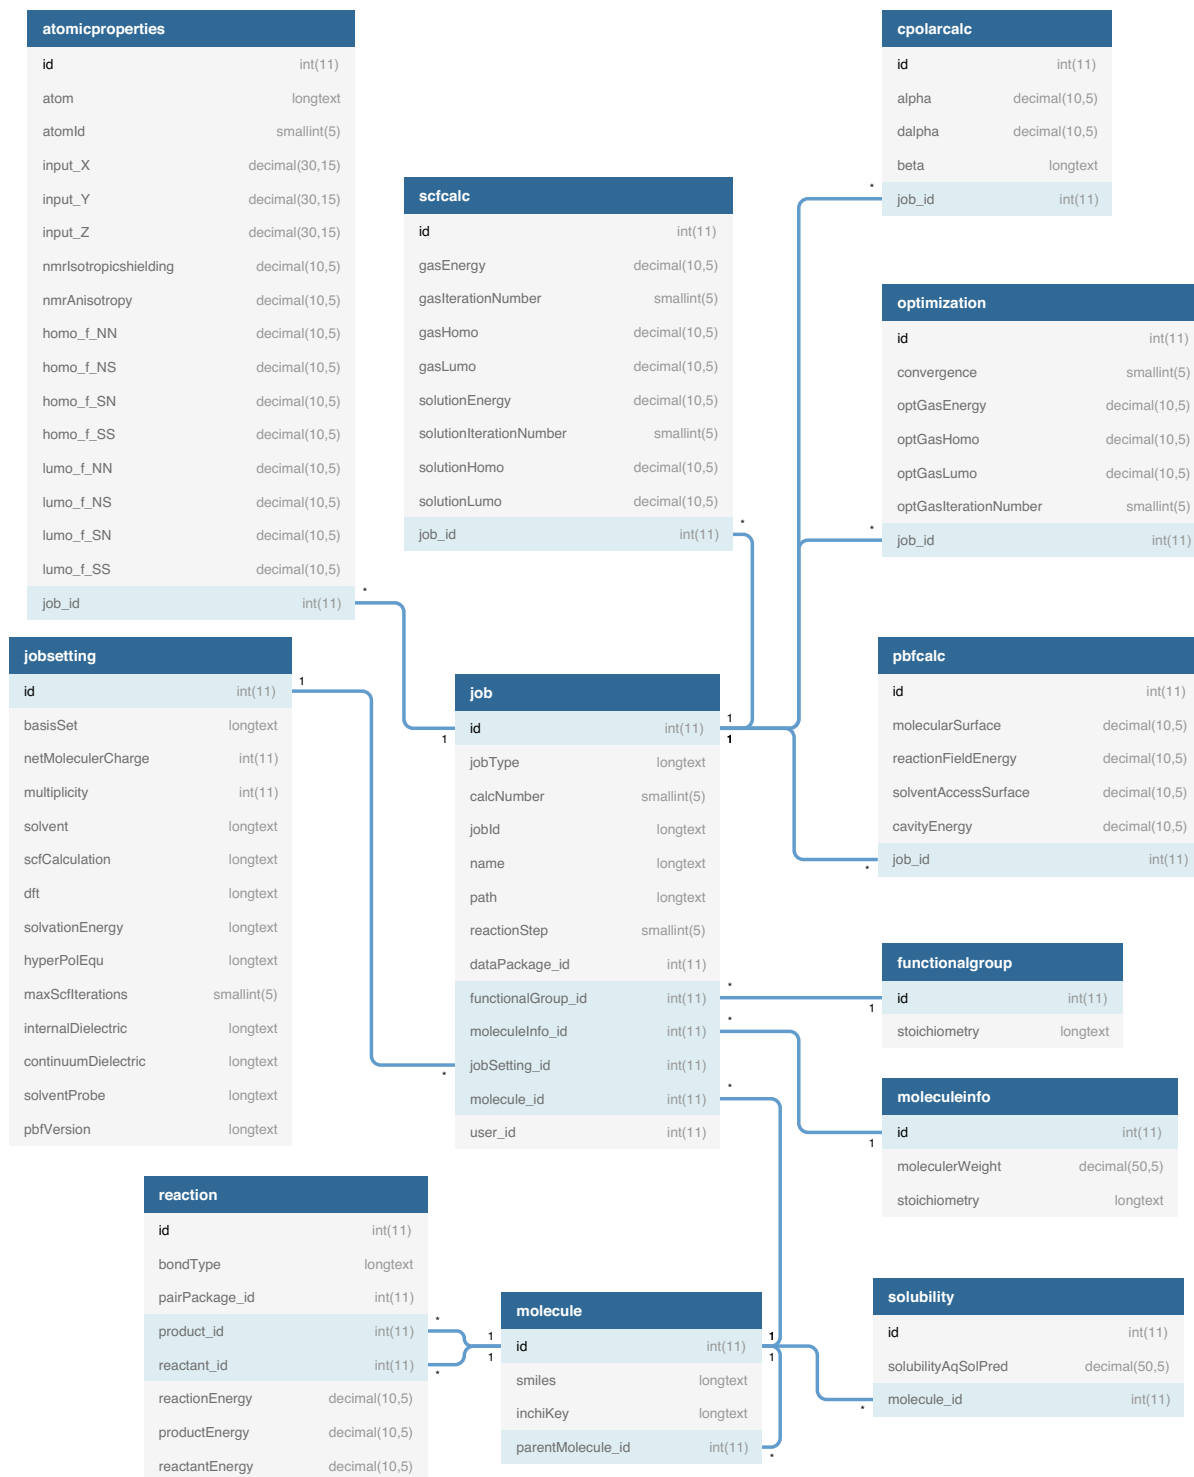 atomicproperties
id int(11)
atom longtext
atomId smallint(5)
input_X decimal(30,15)
input_Y decimal(30,15)
input_Z decimal(30,15)
nmrIsotropicshielding decimal(10,5)
nmrAnisotropy decimal(10,5)
homo_f_NN decimal(10,5)
homo_f_NS decimal(10,5)
homo_f_SN decimal(10,5)
homo_f_SS decimal(10,5)
lumo_f_NN decimal(10,5)
lumo_f_NS decimal(10,5)
lumo_f_SN decimal(10,5)
lumo_f_SS decimal(10,5)
job_id int(11)
*
1
scfcalc
id int(11)
gasEnergy decimal(10,5)
gasIterationNumber smallint(5)
gasHomo decimal(10,5)
gasLumo decimal(10,5)
solutionEnergy decimal(10,5)
solutionIterationNumber smallint(5)
solutionHomo decimal(10,5)
solutionLumo decimal(10,5)
job_id int(11)
*
cpolarcalc
id int(11)
alpha decimal(10,5)
dalpha decimal(10,5)
beta longtext
*
job_id int(11)
optimization
id int(11)
convergence smallint(5)
optGasEnergy decimal(10,5)
optGasHomo decimal(10,5)
optGasLumo decimal(10,5)
optGasIterationNumber smallint(5)
*
job_id int(11)
jobsetting
id int(11)
1
basisSet longtext
netMoleculerCharge int(11)
multiplicity int(11)
solvent longtext
scfCalculation longtext
dft longtext
solvationEnergy longtext
hyperPolEqu longtext
maxScfIterations smallint(5)
internalDielectric longtext
continuumDielectric longtext
solventProbe longtext
pbfVersion longtext
job
id int(11)
1
1
jobType longtext
calcNumber smallint(5)
jobId longtext
name longtext
path longtext
reactionStep smallint(5)
dataPackage_id int(11)
functionalGroup_id int(11)
*
moleculeInfo_id int(11)
*
jobSetting_id int(11)
*
molecule_id int(11)
*
user_id int(11)
pbfcalc
id int(11)
molecularSurface decimal(10,5)
reactionFieldEnergy decimal(10,5)
solventAccessSurface decimal(10,5)
cavityEnergy decimal(10,5)
job_id int(11)
*
functionalgroup
id int(11)
1
stoichiometry longtext
moleculeinfo
id int(11)
1
moleculerWeight decimal(50,5)
stoichiometry longtext
reaction
id int(11)
bondType longtext
pairPackage_id int(11)
product_id int(11)
*
reactant_id int(11)
*
reactionEnergy decimal(10,5)
productEnergy decimal(10,5)
reactantEnergy decimal(10,5)
molecule
1
1
id int(11)
1
1
smiles longtext
inchiKey longtext
parentMolecule_id int(11)
*
solubility
id int(11)
solubilityAqSolPred decimal(50,5)
molecule_id int(11)
*